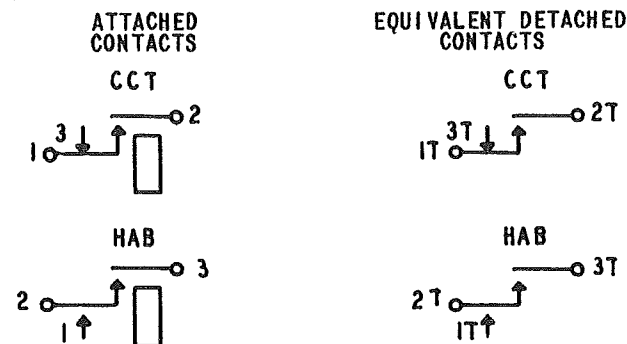 ATTACHED
CONTACTS
EQUIVALENT DETACHED
CONTACTS
CCT
CCT
3
2
1
3T
2T
1T
HAB
HAB
3
2
1
3T
2T
1T